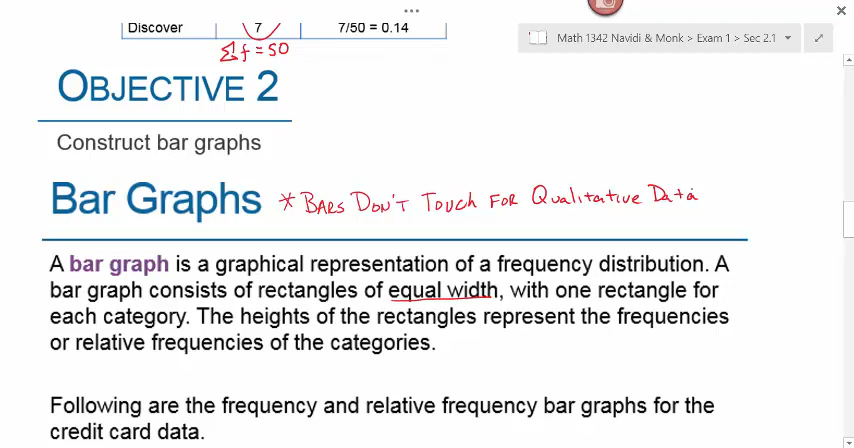 Discover 7 7/50 = 0.14
Math 1342 Navidi & Monk > Exam 1 > Sec 2.1
Σf = 50
OBJECTIVE 2
Construct bar graphs
Bar Graphs * BARS DON'T TOUCH FOR Qualitative Data
A bar graph is a graphical representation of a frequency distribution. A
bar graph consists of rectangles of equal width, with one rectangle for
each category. The heights of the rectangles represent the frequencies
or relative frequencies of the categories.
Following are the frequency and relative frequency bar graphs for the
credit card data.